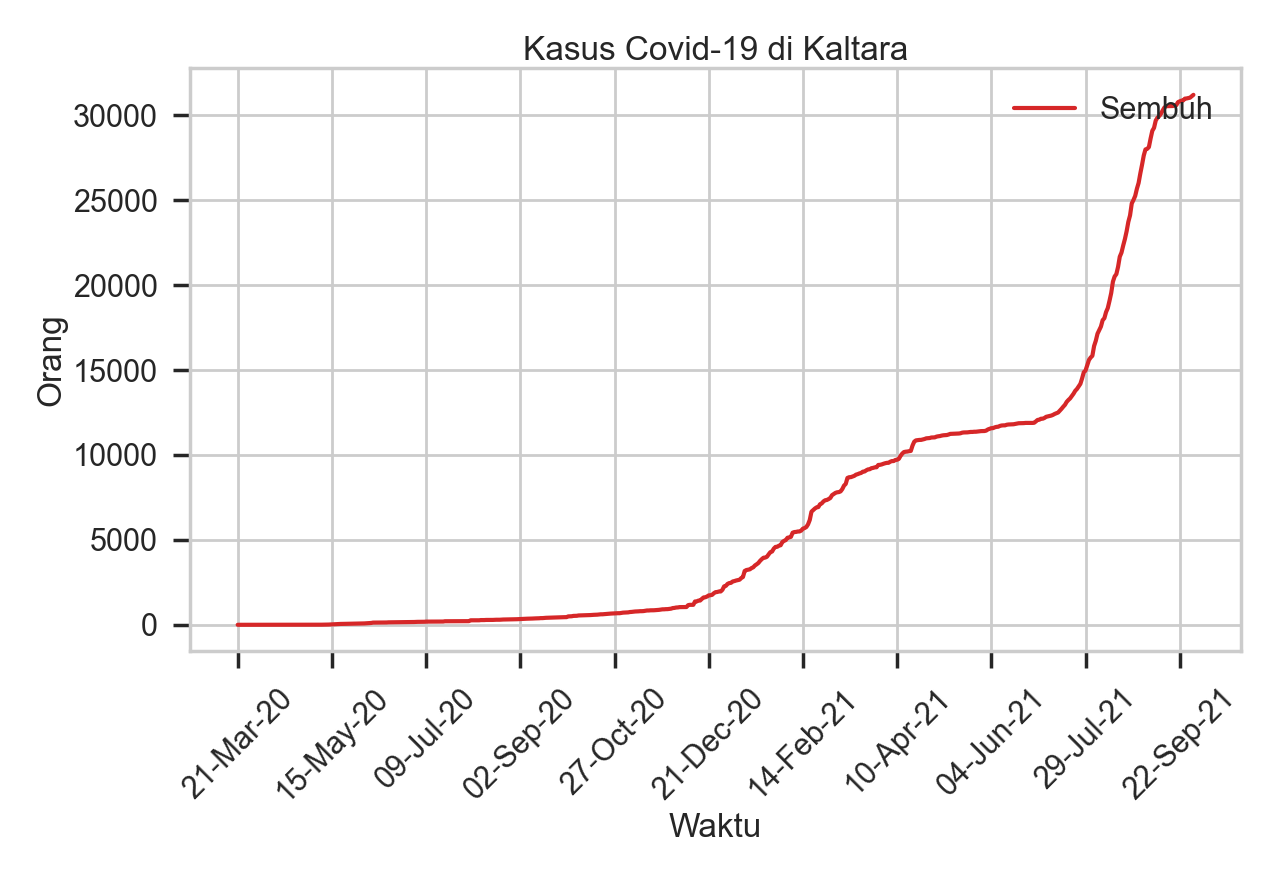 Kasus Covid-19 di Kaltara
Sembuh
30000
25000
20000
15000
10000
5000
0
Orang
21-Mar-20
15-May-20
09-Jul-20
02-Sep-20
27-Oct-20
21-Dec-20
14-Feb-21
10-Apr-21
04-Jun-21
29-Jul-21
22-Sep-21
Waktu